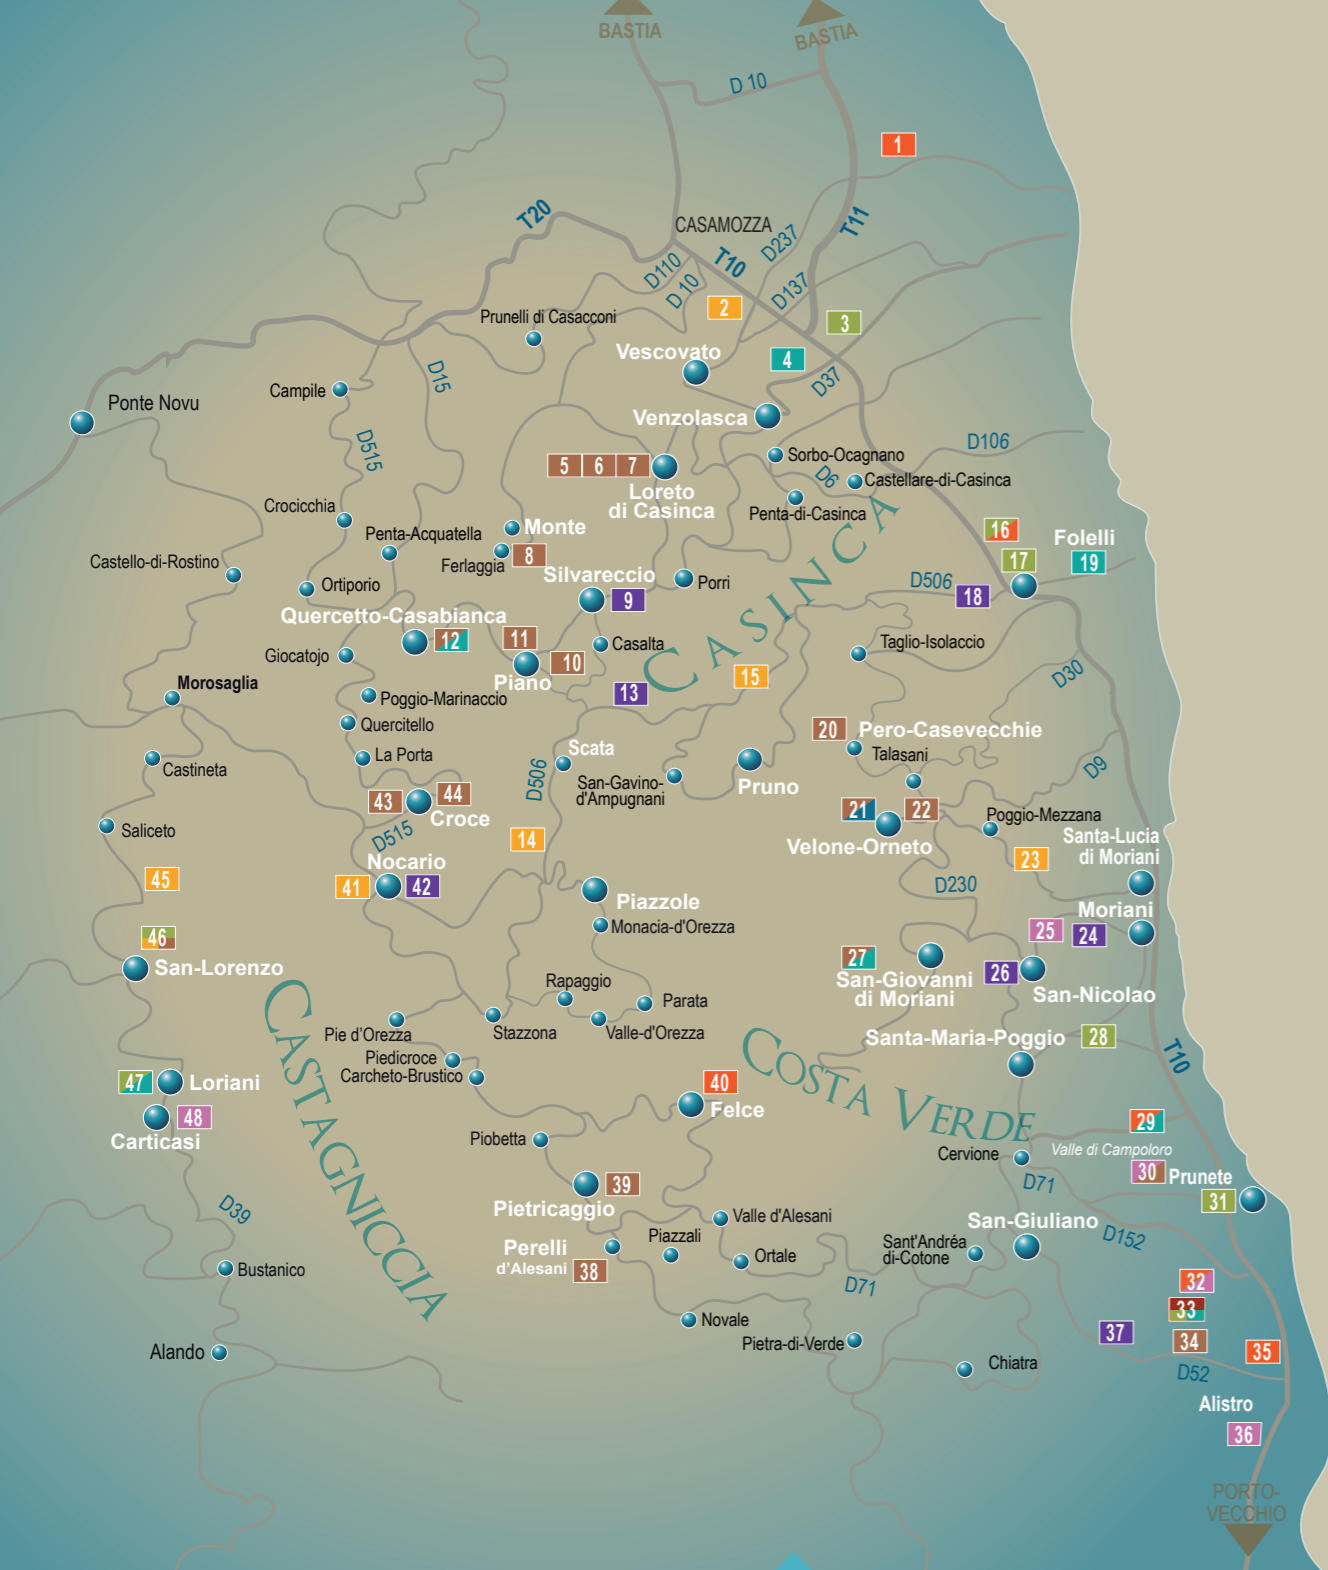 BASTIA
BASTIA
D 10
1
T20
CASAMOZZA
T11
D237
T10
D110
D 10
D137
2
3
Prunelli di Casacconi
Vescovato
4
D15
D37
Campile
Ponte Novu
Venzolasca
D515
D106
Sorbo-Ocagnano
5 6 7
D6
Castellare-di-Casinca
Loreto
di Casinca
Penta-di-Casinca
Crocicchia
Monte
16
Penta-Acquatella
Folelli
Castello-di-Rostino
Ferlaggia
8
17
19
Silvareccio
Porri
D506
Ortiporio
9
18
CASINCA
Quercetto-Casabianca
12
11
Casalta
Taglio-Isolaccio
Giocatojo
10
15
D30
Morosaglia
Piano
13
Poggio-Marinaccio
Quercitello
20
Pero-Casevecchie
La Porta
Scata
Talasani
Castineta
D506
San-Gavino-
d'Ampugnani
Pruno
D9
43
44
21
22
Croce
Poggio-Mezzana
Saliceto
D515
14
Velone-Orneto
Santa-Lucia
di Moriani
Nocario
23
45
41
42
D230
Piazzole
Moriani
Monacia-d'Orezza
25
24
46
27
San-Lorenzo
26
San-Giovanni
di Moriani
San-Nicolao
Rapaggio
Parata
Pie d'Orezza
Stazzona
Valle-d'Orezza
Santa-Maria-Poggio
28
Piedicroce
Carcheto-Brustico
T10
CASTAGNICCIA
COSTA VERDE
47
Loriani
40
Felce
48
Carticasi
29
Piobetta
Cervione
Valle di Campoloro
30
Prunete
39
D71
31
Pietricaggio
D39
Valle d'Alesani
San-Giuliano
Piazzali
Sant'Andréa
di-Cotone
D152
Perelli
d'Alesani
38
Ortale
Bustanico
D71
32
33
Novale
37
34
Alando
Pietra-di-Verde
35
Chiatra
D52
Alistro
36
PORTO-
VECCHIO